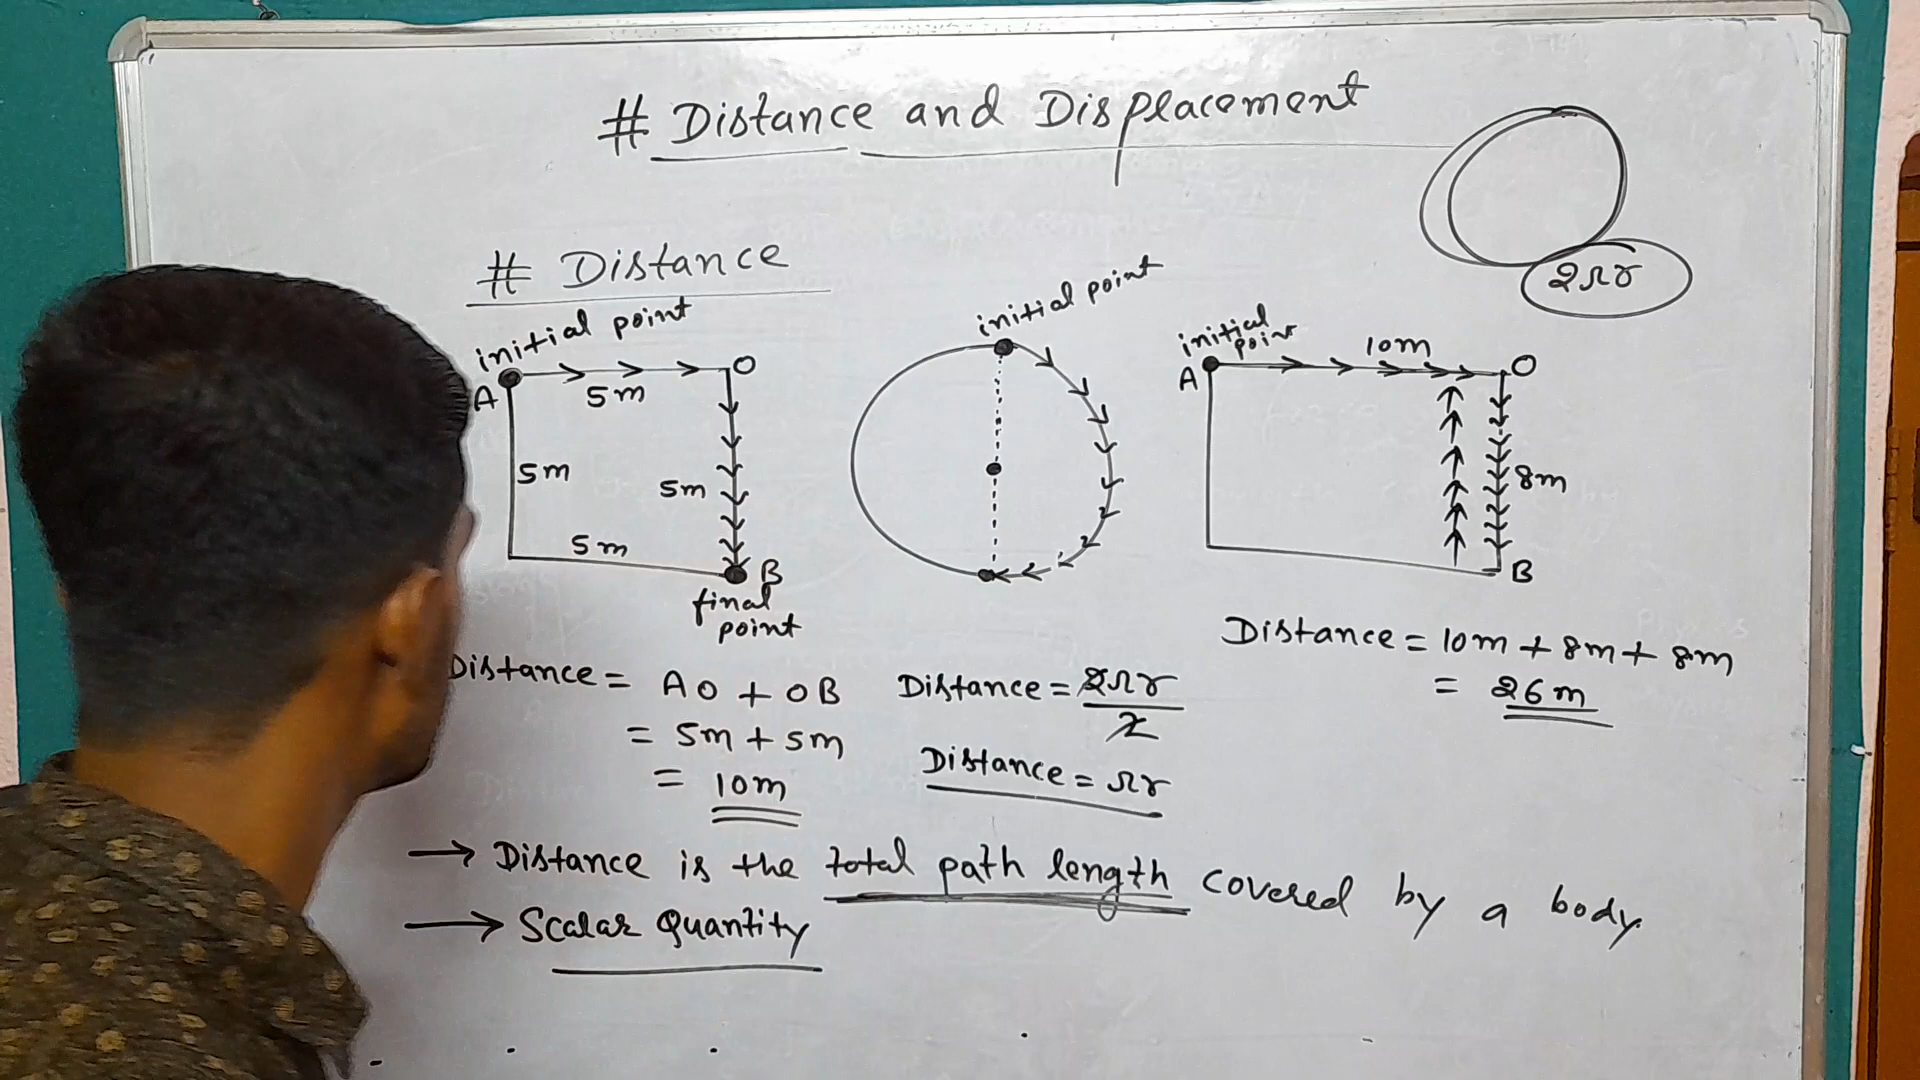 # Distance and Displacement
2πr
# Distance
initial point
A
5m
O
5m
5m
5m
B
final
point
Distance = AO + OB
= 5m + 5m
= 10m
initial point
Distance = 2πr
2
Distance = πr
initial
point
A
10m
O
8m
B
Distance = 10m + 8m + 8m
= 26m
→ Distance is the total path length covered by a body.
→ Scalar Quantity